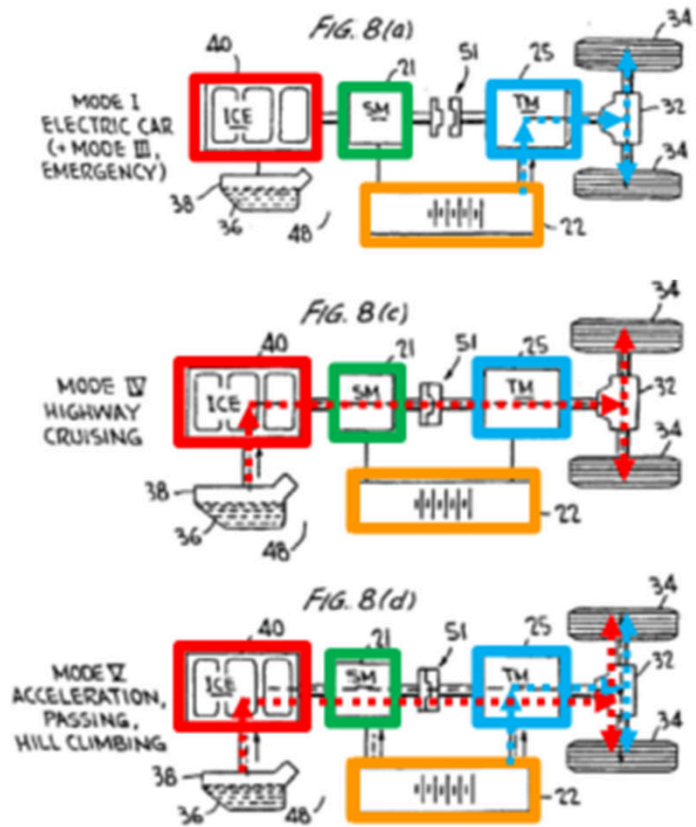 FIG. 8(a)
40
21
51
25
34
MODE I
ELECTRIC CAR
(+ MODE III,
EMERGENCY)
ICE
SM
TM
32
34
38
36
48
22
FIG. 8(c)
40
21
51
25
34
MODE IV
HIGHWAY
CRUISING
ICE
SM
TM
32
34
38
36
48
22
FIG. 8(d)
40
21
51
25
34
MODE V
ACCELERATION,
PASSING,
HILL CLIMBING
ICE
SM
TM
32
34
38
36
48
22